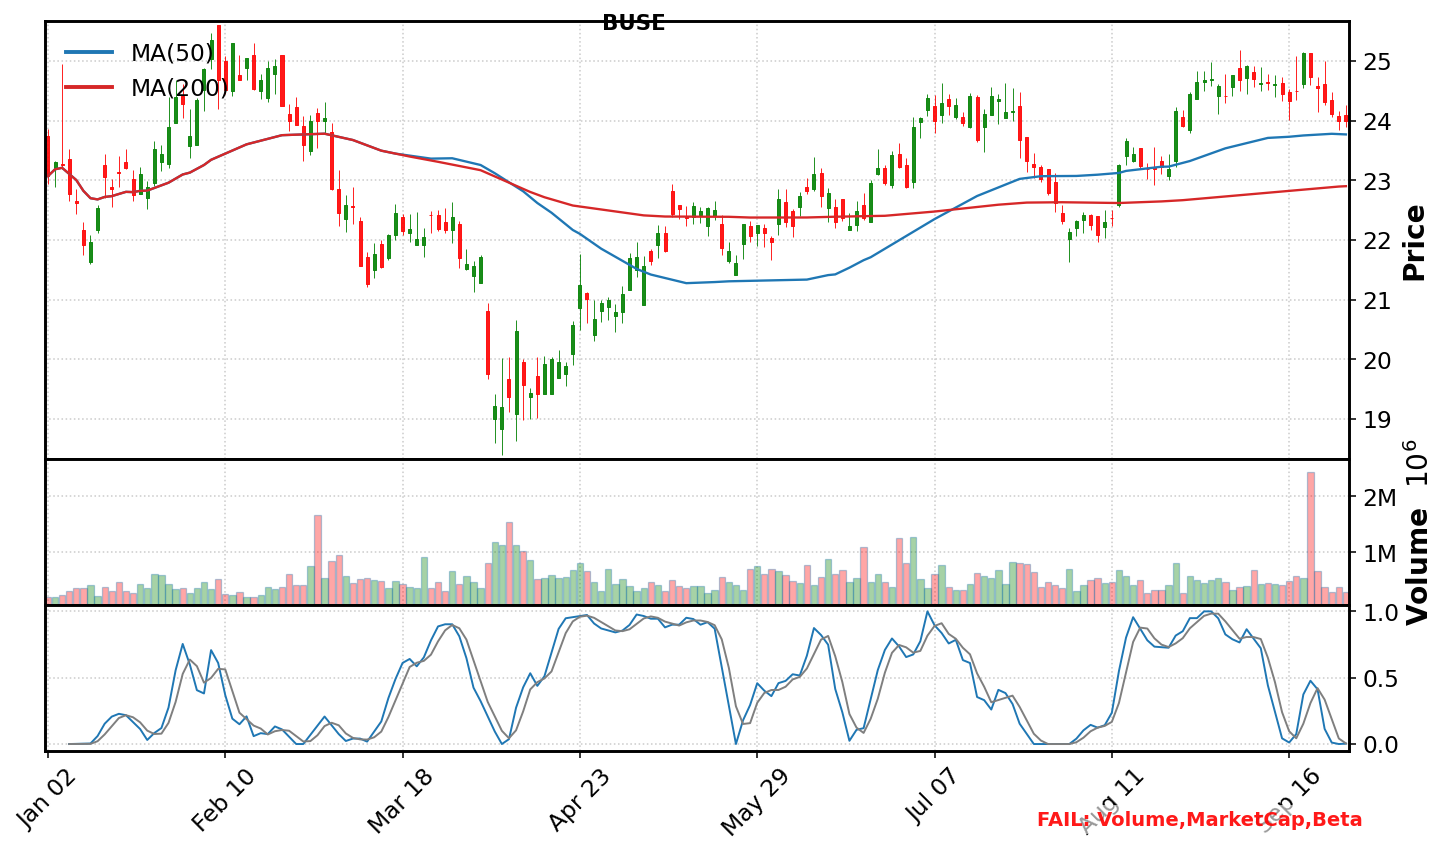 BUSE
MA(50)
MA(200)
25
24
23
22
21
20
19
Price
2M
1M
Volume 10^6
1.0
0.5
0.0
Jan 02
Feb 10
Mar 18
Apr 23
May 29
Jul 07
Aug 11
Sep 16
FAIL: Volume,MarketCap,Beta